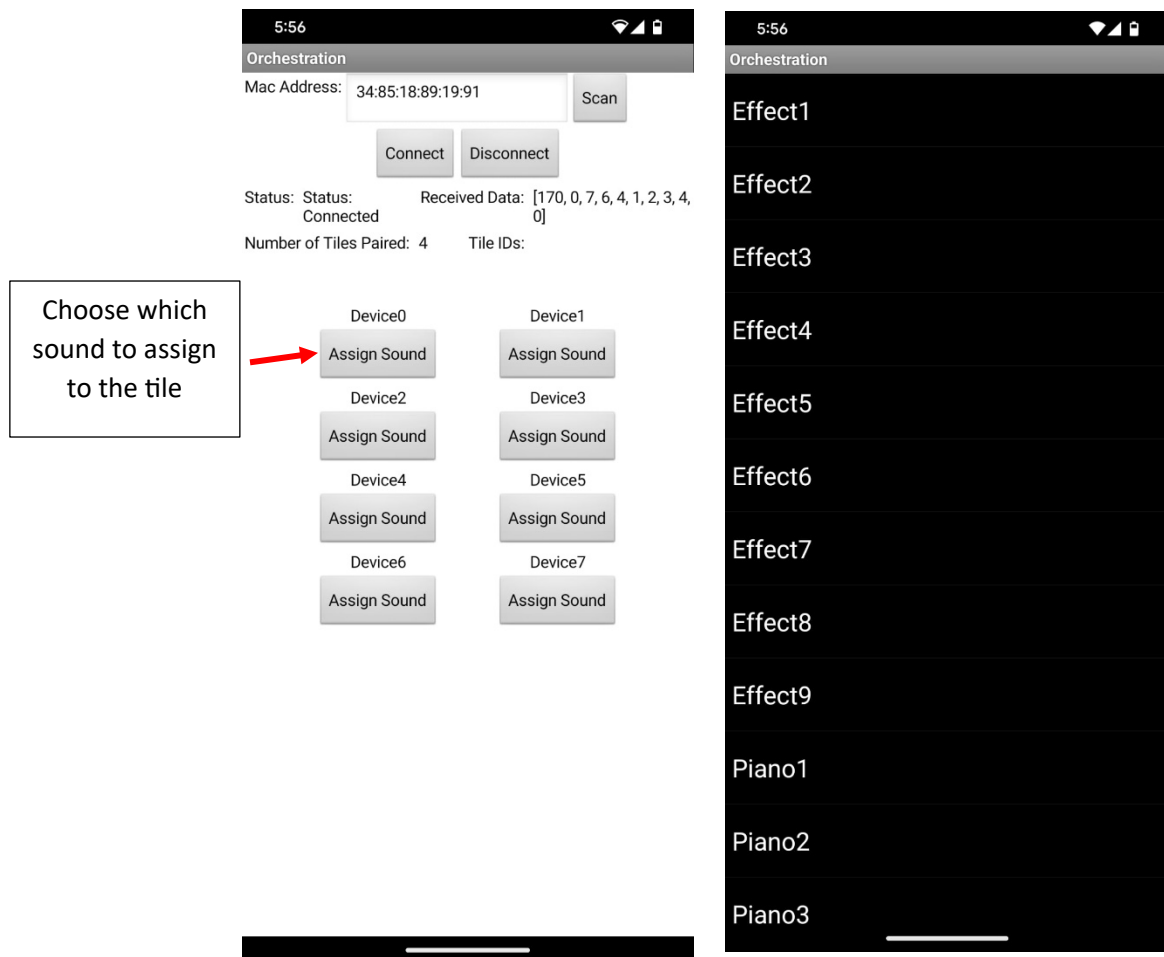 Choose which
sound to assign
to the tile
5:56
Orchestration
Mac Address:
34:85:18:89:19:91
Scan
Connect
Disconnect
Status: Status:
Connected
Received Data: [170, 0, 7, 6, 4, 1, 2, 3, 4,
0]
Number of Tiles Paired: 4
Tile IDs:
Device0
Device1
Assign Sound
Assign Sound
Device2
Device3
Assign Sound
Assign Sound
Device4
Device5
Assign Sound
Assign Sound
Device6
Device7
Assign Sound
Assign Sound
5:56
Orchestration
Effect1
Effect2
Effect3
Effect4
Effect5
Effect6
Effect7
Effect8
Effect9
Piano1
Piano2
Piano3